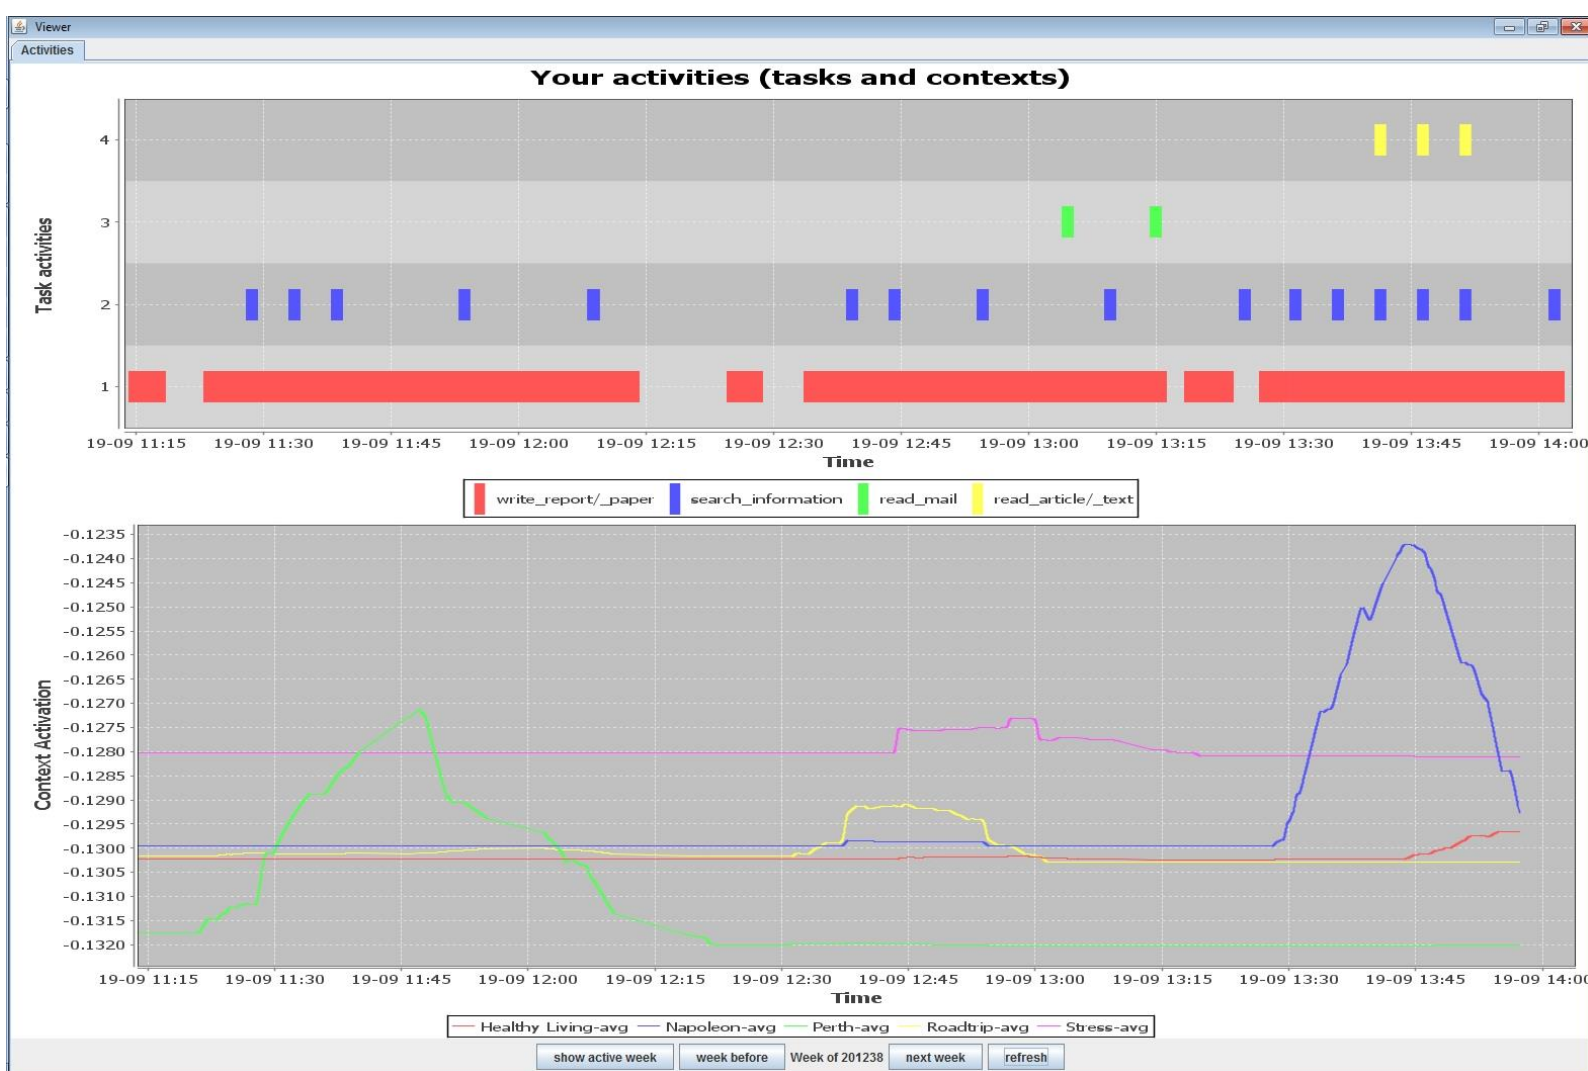 Viewer
Activities
Your activities (tasks and contexts)
Task activities
4
3
2
1
19-09 11:15 19-09 11:30 19-09 11:45 19-09 12:00 19-09 12:15 19-09 12:30 19-09 12:45 19-09 13:00 19-09 13:15 19-09 13:30 19-09 13:45 19-09 14:00
Time
write_report/_paper search_information read_mail read_article/_text
Context Activation
-0.1235
-0.1240
-0.1245
-0.1250
-0.1255
-0.1260
-0.1265
-0.1270
-0.1275
-0.1280
-0.1285
-0.1290
-0.1295
-0.1300
-0.1305
-0.1310
-0.1315
-0.1320
19-09 11:15 19-09 11:30 19-09 11:45 19-09 12:00 19-09 12:15 19-09 12:30 19-09 12:45 19-09 13:00 19-09 13:15 19-09 13:30 19-09 13:45 19-09 14:00
Time
Healthy Living-avg Napoleon-avg Perth-avg Roadtrip-avg Stress-avg
show active week week before Week of 201238 next week refresh